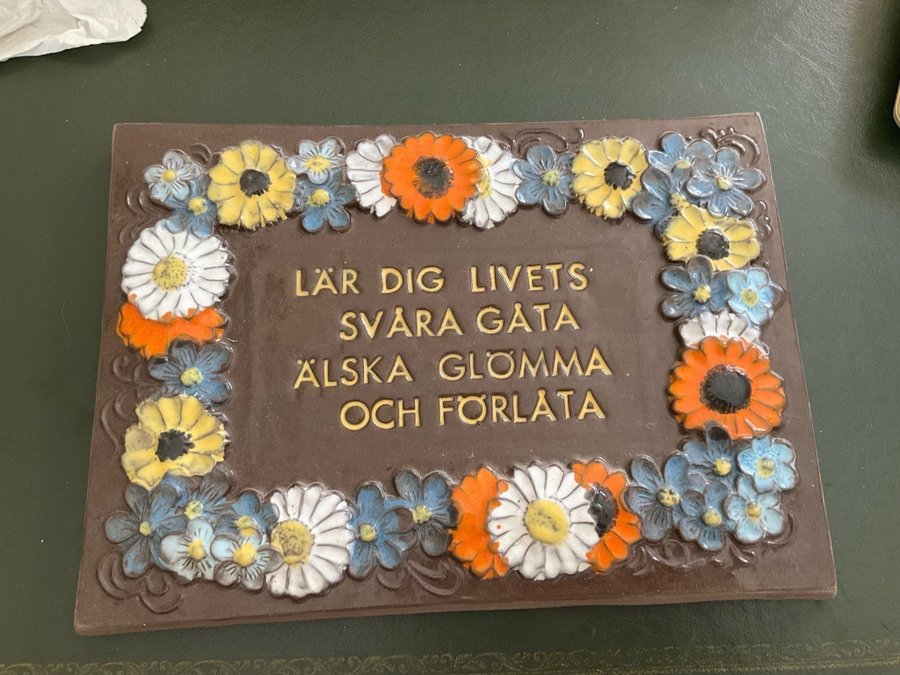 LÄR DIG LIVETS
SVÅRA GÅTA
ÄLSKA GLÖMMA
OCH FÖRLÅTA